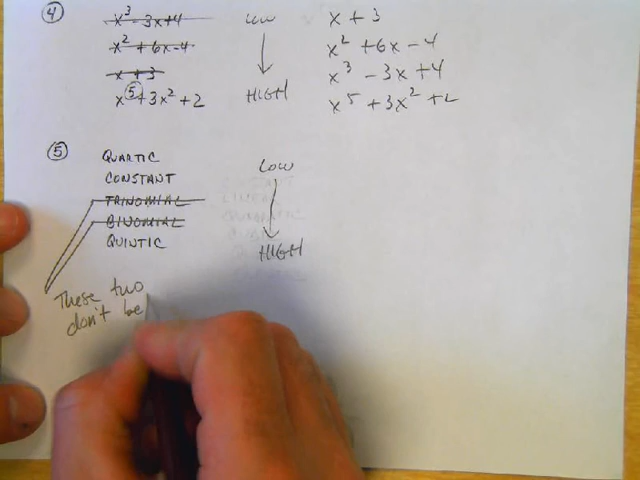 ④ x³ - 3x + 4 LOW x + 3
x² + 6x - 4 x² + 6x - 4
x + 3 x³ - 3x + 4
x⁵ + 3x² + 2 HIGH x⁵ + 3x² + 2
⑤
QUARTIC LOW
CONSTANT
TRINOMIAL
BINOMIAL
QUINTIC HIGH
These two
don't be